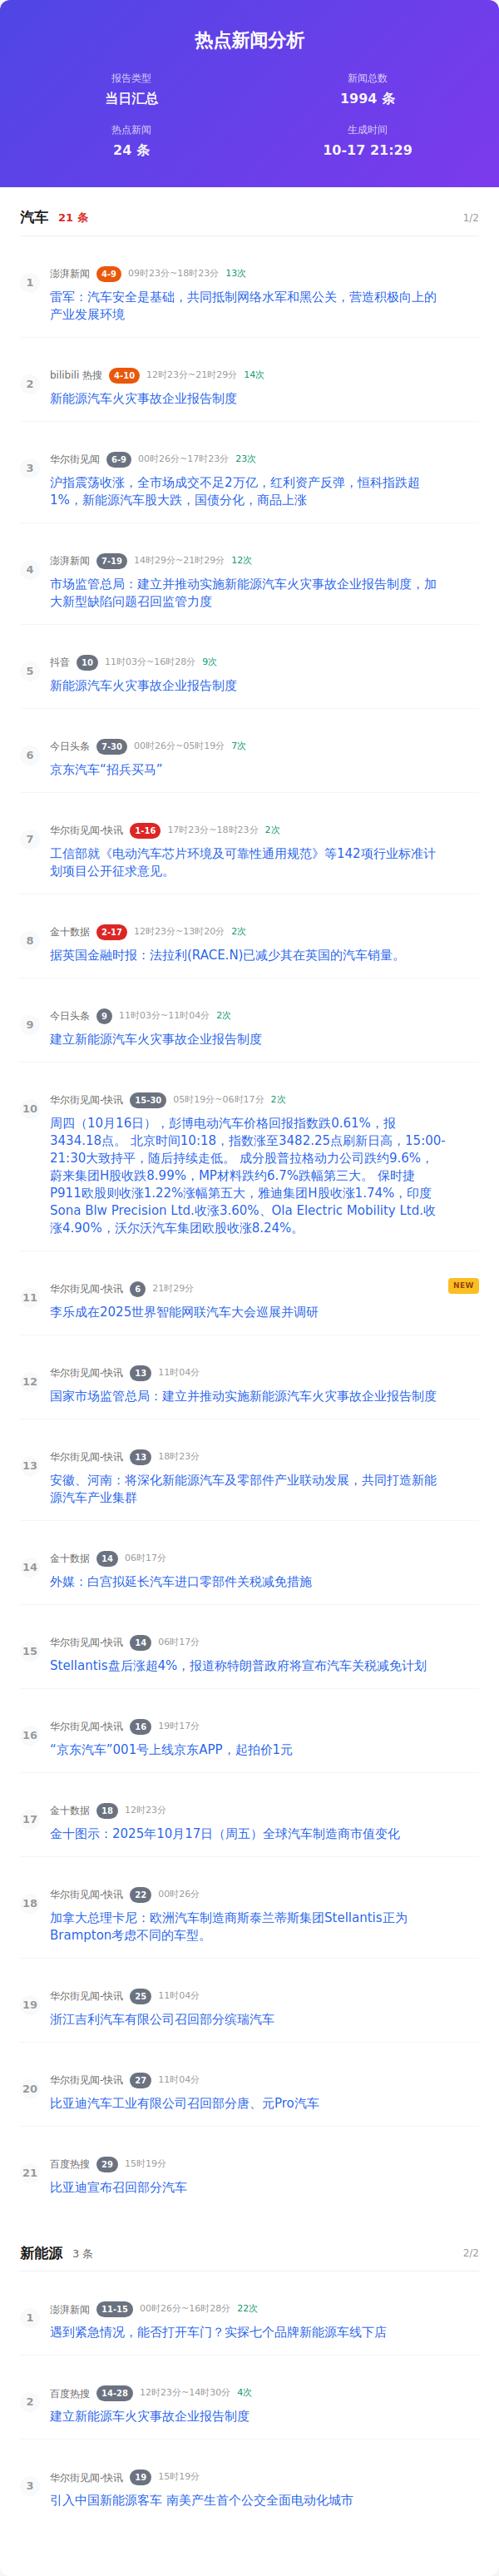 热点新闻分析
报告类型
新闻总数
当日汇总
1994 条
热点新闻
生成时间
24 条
10-17 21:29
汽车 21 条 1/2
1
澎湃新闻 4-9 09时23分~18时23分 13次
雷军：汽车安全是基础，共同抵制网络水军和黑公关，营造积极向上的
产业发展环境
2
bilibili 热搜 4-10 12时23分~21时29分 14次
新能源汽车火灾事故企业报告制度
3
华尔街见闻 6-9 00时26分~17时23分 23次
沪指震荡收涨，全市场成交不足2万亿，红利资产反弹，恒科指跌超
1%，新能源汽车股大跌，国债分化，商品上涨
4
澎湃新闻 7-19 14时29分~21时29分 12次
市场监管总局：建立并推动实施新能源汽车火灾事故企业报告制度，加
大新型缺陷问题召回监管力度
5
抖音 10 11时03分~16时28分 9次
新能源汽车火灾事故企业报告制度
6
今日头条 7-30 00时26分~05时19分 7次
京东汽车“招兵买马”
7
华尔街见闻-快讯 1-16 17时23分~18时23分 2次
工信部就《电动汽车芯片环境及可靠性通用规范》等142项行业标准计
划项目公开征求意见。
8
金十数据 2-17 12时23分~13时20分 2次
据英国金融时报：法拉利(RACE.N)已减少其在英国的汽车销量。
9
今日头条 9 11时03分~11时04分 2次
建立新能源汽车火灾事故企业报告制度
10
华尔街见闻-快讯 15-30 05时19分~06时17分 2次
周四（10月16日），彭博电动汽车价格回报指数跌0.61%，报
3434.18点。 北京时间10:18，指数涨至3482.25点刷新日高，15:00-
21:30大致持平，随后持续走低。 成分股普拉格动力公司跌约9.6%，
蔚来集团H股收跌8.99%，MP材料跌约6.7%跌幅第三大。 保时捷
P911欧股则收涨1.22%涨幅第五大，雅迪集团H股收涨1.74%，印度
Sona Blw Precision Ltd.收涨3.60%、Ola Electric Mobility Ltd.收
涨4.90%，沃尔沃汽车集团欧股收涨8.24%。
11
华尔街见闻-快讯 6 21时29分 NEW
李乐成在2025世界智能网联汽车大会巡展并调研
12
华尔街见闻-快讯 13 11时04分
国家市场监管总局：建立并推动实施新能源汽车火灾事故企业报告制度
13
华尔街见闻-快讯 13 18时23分
安徽、河南：将深化新能源汽车及零部件产业联动发展，共同打造新能
源汽车产业集群
14
金十数据 14 06时17分
外媒：白宫拟延长汽车进口零部件关税减免措施
15
华尔街见闻-快讯 14 06时17分
Stellantis盘后涨超4%，报道称特朗普政府将宣布汽车关税减免计划
16
华尔街见闻-快讯 16 19时17分
“京东汽车”001号上线京东APP，起拍价1元
17
金十数据 18 12时23分
金十图示：2025年10月17日（周五）全球汽车制造商市值变化
18
华尔街见闻-快讯 22 00时26分
加拿大总理卡尼：欧洲汽车制造商斯泰兰蒂斯集团Stellantis正为
Brampton考虑不同的车型。
19
华尔街见闻-快讯 25 11时04分
浙江吉利汽车有限公司召回部分缤瑞汽车
20
华尔街见闻-快讯 27 11时04分
比亚迪汽车工业有限公司召回部分唐、元Pro汽车
21
百度热搜 29 15时19分
比亚迪宣布召回部分汽车
新能源 3 条 2/2
1
澎湃新闻 11-15 00时26分~16时28分 22次
遇到紧急情况，能否打开车门？实探七个品牌新能源车线下店
2
百度热搜 14-28 12时23分~14时30分 4次
建立新能源车火灾事故企业报告制度
3
华尔街见闻-快讯 19 15时19分
引入中国新能源客车 南美产生首个公交全面电动化城市